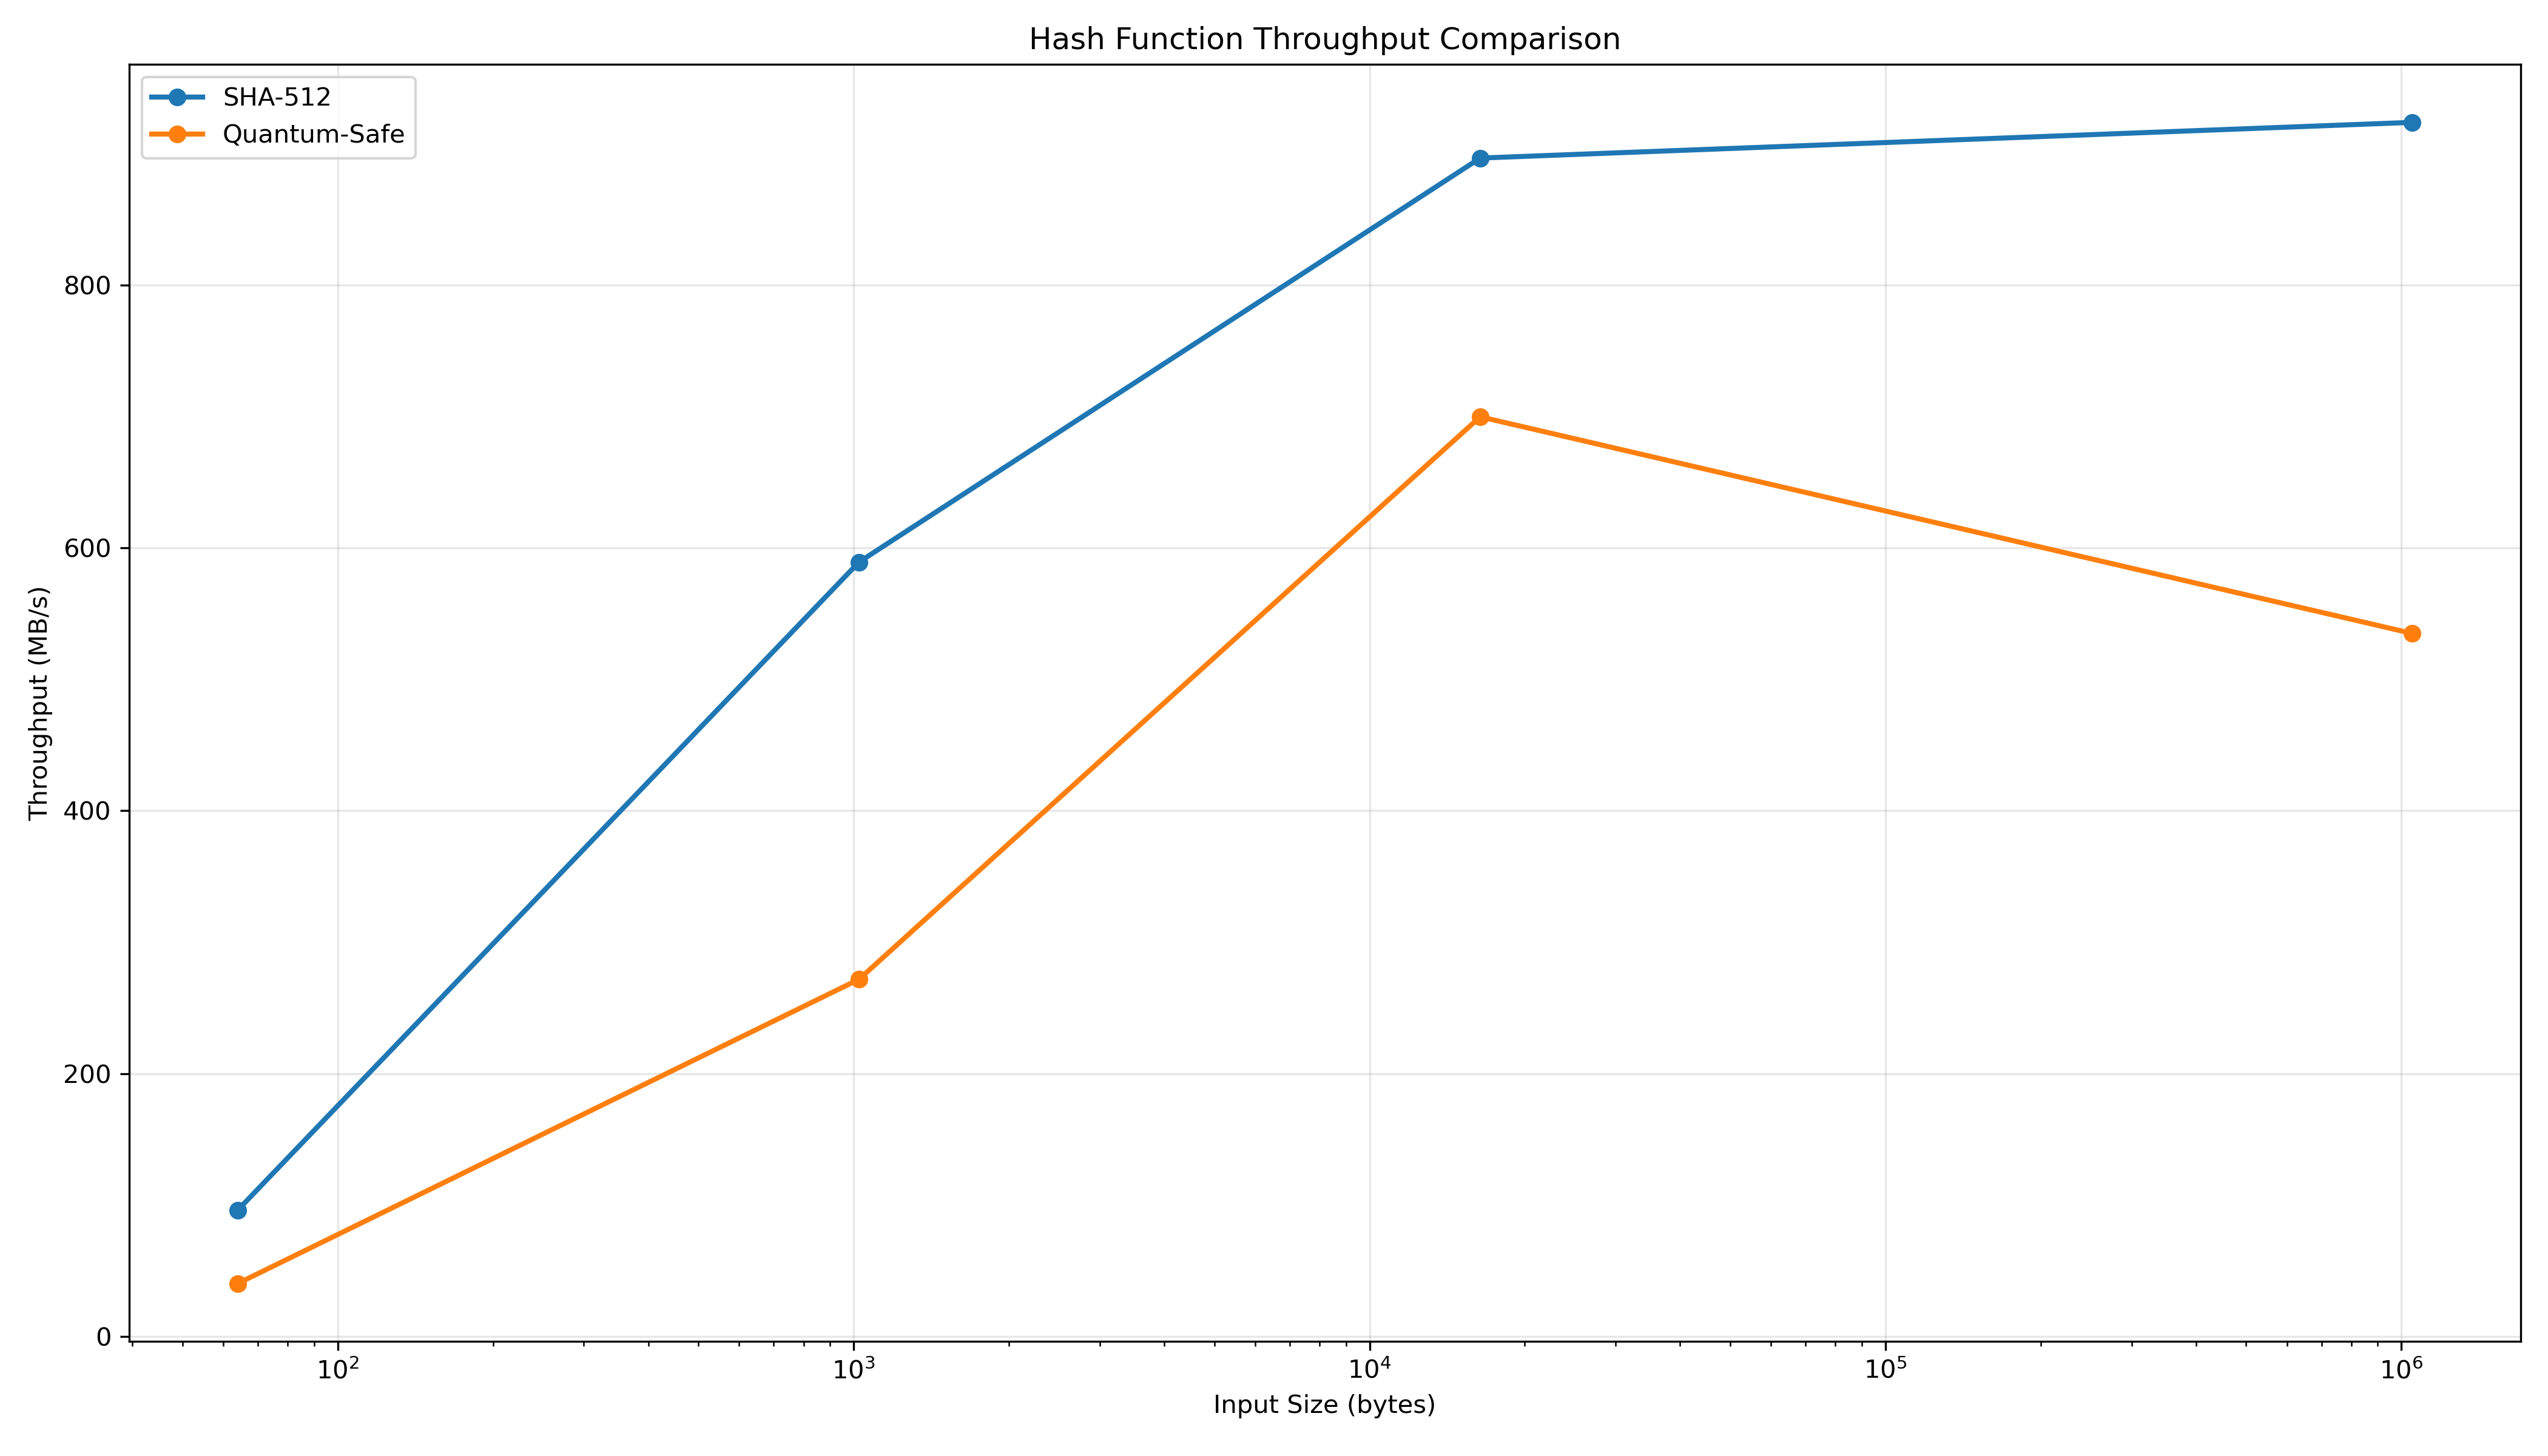 Hash Function Throughput Comparison
SHA-512
Quantum-Safe
Throughput (MB/s)
800
600
400
200
0
10² 10³ 10⁴ 10⁵ 10⁶
Input Size (bytes)